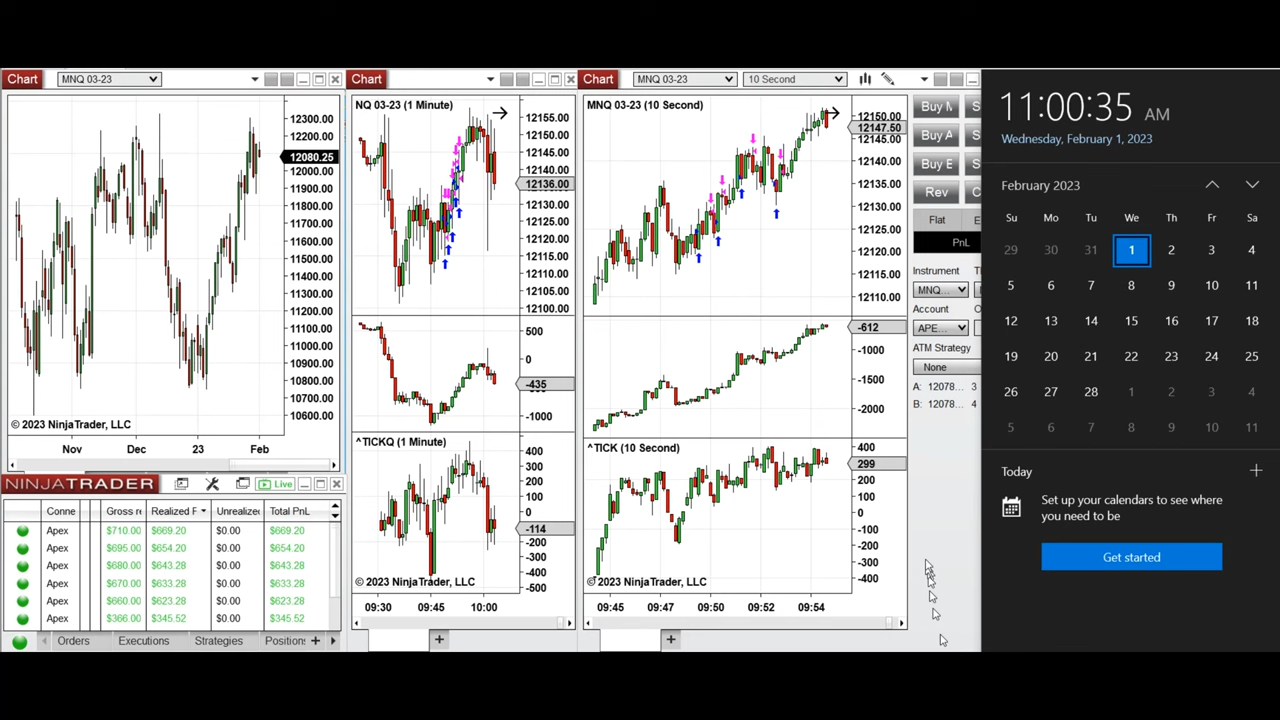 Chart
MNQ 03-23
12300.00
12200.00
12080.25
12000.00
11900.00
11800.00
11700.00
11600.00
11500.00
11400.00
11300.00
11200.00
11100.00
11000.00
10900.00
10800.00
10700.00
10600.00
© 2023 NinjaTrader, LLC
Nov Dec 23 Feb
NINJATRADER Live
Conne Gross re Realized F Unrealized Total PnL
Apex $710.00 $669.20 $0.00 $669.20
Apex $695.00 $654.20 $0.00 $654.20
Apex $680.00 $643.28 $0.00 $643.28
Apex $670.00 $633.28 $0.00 $633.28
Apex $660.00 $623.28 $0.00 $623.28
Apex $366.00 $345.52 $0.00 $345.52
Orders Executions Strategies Positions +
Chart
NQ 03-23 (1 Minute)
12155.00
12150.00
12145.00
12140.00
12136.00
12130.00
12125.00
12120.00
12115.00
12110.00
12105.00
12100.00
500
0
-435
-1000
^TICKQ (1 Minute)
400
300
200
100
0
-114
-200
-300
-400
-500
© 2023 NinjaTrader, LLC
09:30 09:45 10:00
+
Chart MNQ 03-23 10 Second
MNQ 03-23 (10 Second)
12150.00
12147.50
12145.00
12140.00
12135.00
12130.00
12125.00
12120.00
12115.00
12110.00
-612
-1000
-1500
-2000
^TICK (10 Second)
400
299
200
100
0
-100
-200
-300
-400
© 2023 NinjaTrader, LLC
09:45 09:47 09:50 09:52 09:54
+
Buy M S
Buy A S
Buy E S
Rev C
Flat E
PnL
Instrument
MNQ...
Account
APE...
ATM Strategy
None
A: 12078... 3
B: 12078... 4
11:00:35 AM
Wednesday, February 1, 2023
February 2023
Su Mo Tu We Th Fr Sa
29 30 31 1 2 3 4
5 6 7 8 9 10 11
12 13 14 15 16 17 18
19 20 21 22 23 24 25
26 27 28 1 2 3 4
5 6 7 8 9 10 11
Today +
Set up your calendars to see where
you need to be
Get started